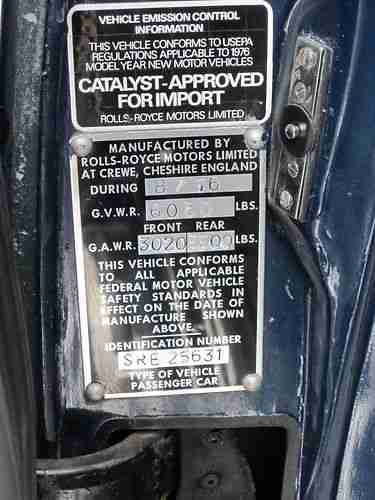 VEHICLE EMISSION CONTROL
INFORMATION
THIS VEHICLE CONFORMS TO USEPA
REGULATIONS APPLICABLE TO 1976
MODEL YEAR NEW MOTOR VEHICLES
CATALYST-APPROVED
FOR IMPORT
ROLLS-ROYCE MOTORS LIMITED
MANUFACTURED BY
ROLLS-ROYCE MOTORS LIMITED
AT CREWE, CHESHIRE ENGLAND
DURING 8/76
G.V.W.R. LBS.
FRONT REAR
G.A.W.R. 3020 LBS.
THIS VEHICLE CONFORMS
TO ALL APPLICABLE
FEDERAL MOTOR VEHICLE
SAFETY STANDARDS IN
EFFECT ON THE DATE OF
MANUFACTURE SHOWN
ABOVE.
IDENTIFICATION NUMBER
SRE 25631
TYPE OF VEHICLE
PASSENGER CAR